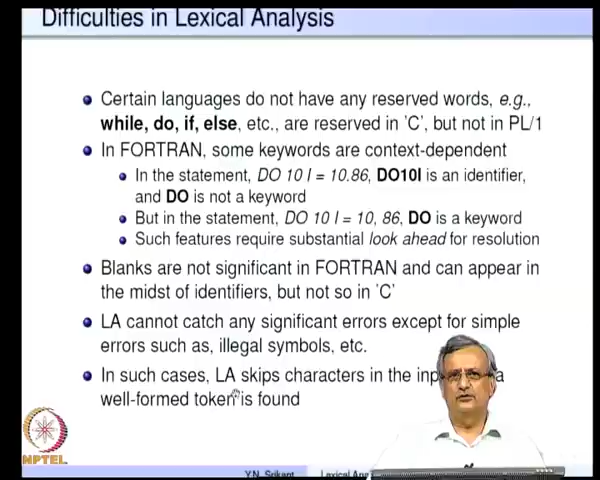 Difficulties in Lexical Analysis
Certain languages do not have any reserved words, e.g.,
while, do, if, else, etc., are reserved in 'C', but not in PL/1
In FORTRAN, some keywords are context-dependent
In the statement, DO 10 I = 10.86, DO10I is an identifier,
and DO is not a keyword
But in the statement, DO 10 I = 10, 86, DO is a keyword
Such features require substantial look ahead for resolution
Blanks are not significant in FORTRAN and can appear in
the midst of identifiers, but not so in 'C'
LA cannot catch any significant errors except for simple
errors such as, illegal symbols, etc.
In such cases, LA skips characters in the a
well-formed token is found
NPTEL
Y.N. Srikant Lexical